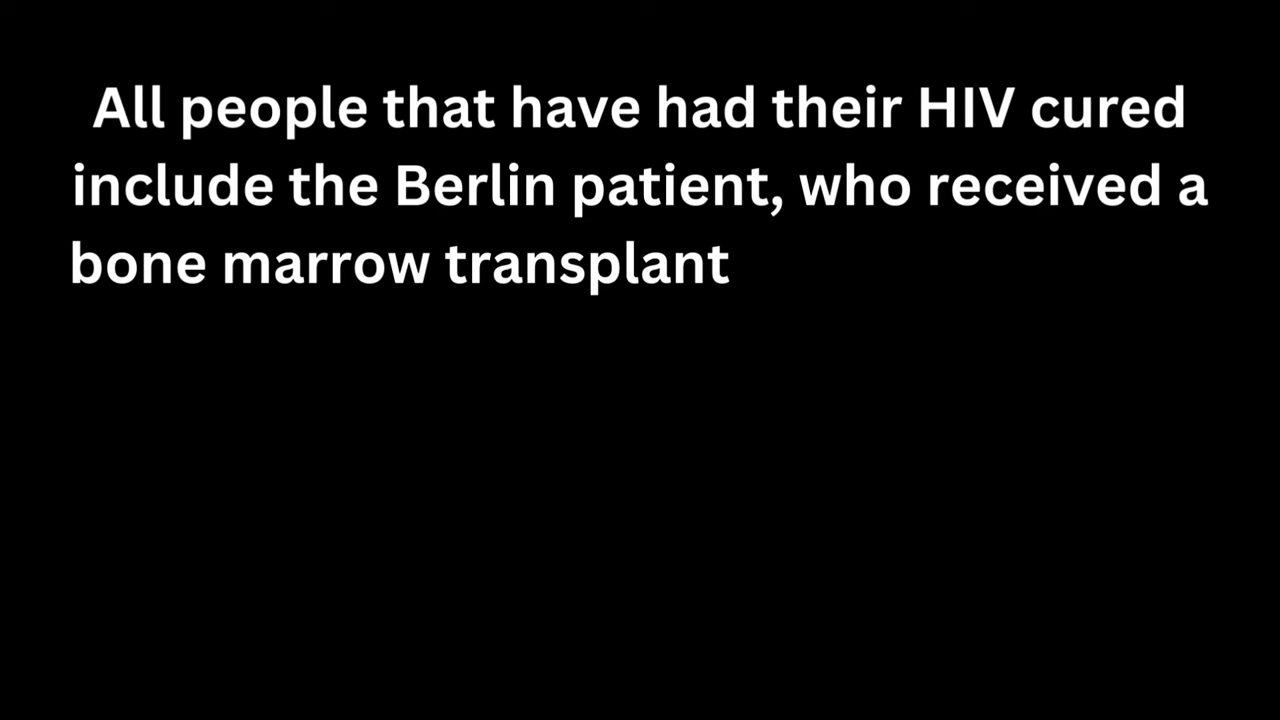 All people that have had their HIV cured
include the Berlin patient, who received a
bone marrow transplant